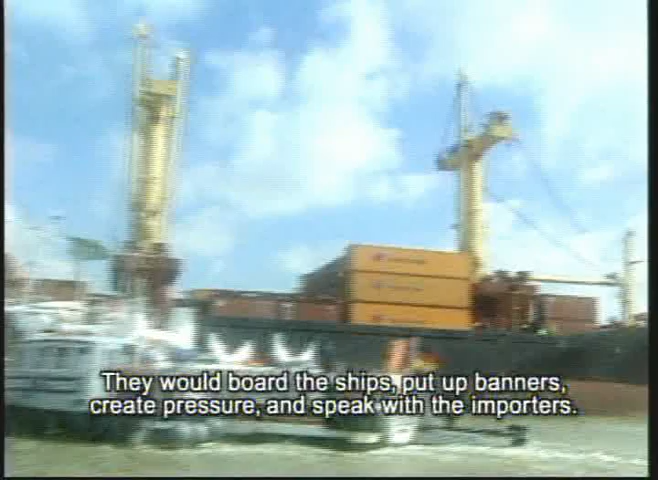 They would board the ships, put up banners,
create pressure, and speak with the importers.